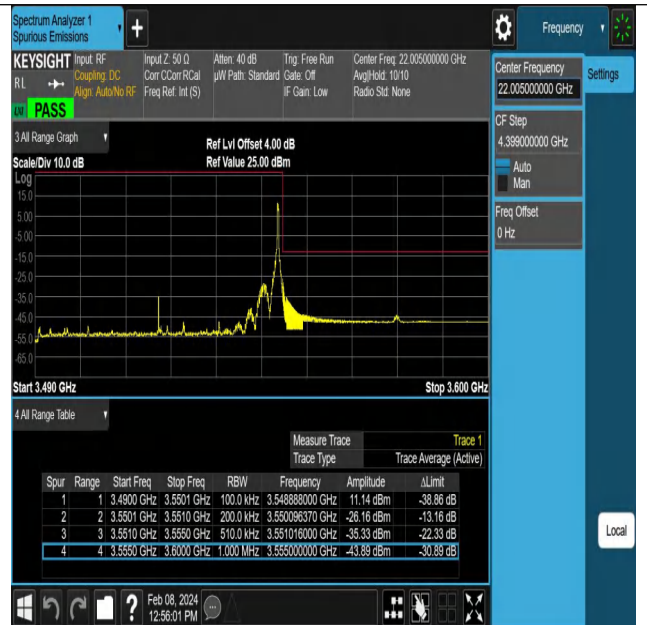 Spectrum Analyzer 1
Spurious Emissions
Frequency
KEYSIGHT
Input: RF
Coupling: DC
Align: Auto/No RF
Input Z: 50 Ω
Corr CCorr RCal
Freq Ref: Int (S)
Atten: 40 dB
µW Path: Standard
Trig: Free Run
Gate: Off
IF Gain: Low
Center Freq: 22.005000000 GHz
Avg|Hold: 10/10
Radio Std: None
RL
LXI
PASS
Center Frequency
22.005000000 GHz
Settings
CF Step
4.399000000 GHz
Auto
Man
Freq Offset
0 Hz
3 All Range Graph
Scale/Div 10.0 dB
Ref Lvl Offset 4.00 dB
Ref Value 25.00 dBm
Log
15.0
5.00
-5.00
-15.0
-25.0
-35.0
-45.0
-55.0
-65.0
Start 3.490 GHz
Stop 3.600 GHz
4 All Range Table
Measure Trace Trace 1
Trace Type Trace Average (Active)
Spur Range Start Freq Stop Freq RBW Frequency Amplitude ΔLimit
1 1 3.4900 GHz 3.5501 GHz 100.0 kHz 3.548888000 GHz 11.14 dBm -38.86 dB
2 2 3.5501 GHz 3.5510 GHz 200.0 kHz 3.550096370 GHz -26.16 dBm -13.16 dB
3 3 3.5510 GHz 3.5550 GHz 510.0 kHz 3.551016000 GHz -35.33 dBm -22.33 dB
4 4 3.5550 GHz 3.6000 GHz 1.000 MHz 3.555000000 GHz -43.89 dBm -30.89 dB
Local
?
Feb 08, 2024
12:56:01 PM